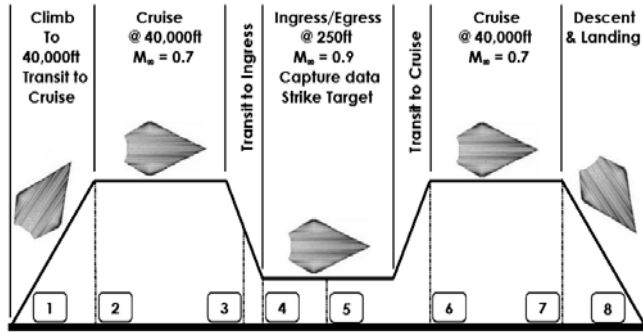 Climb
To
40,000ft
Transit to
Cruise
Cruise
@ 40,000ft
M∞ = 0.7
Transit to Ingress
Ingress/Egress
@ 250ft
M∞ = 0.9
Capture data
Strike Target
Transit to Cruise
Cruise
@ 40,000ft
M∞ = 0.7
Descent
& Landing
1
2
3
4
5
6
7
8